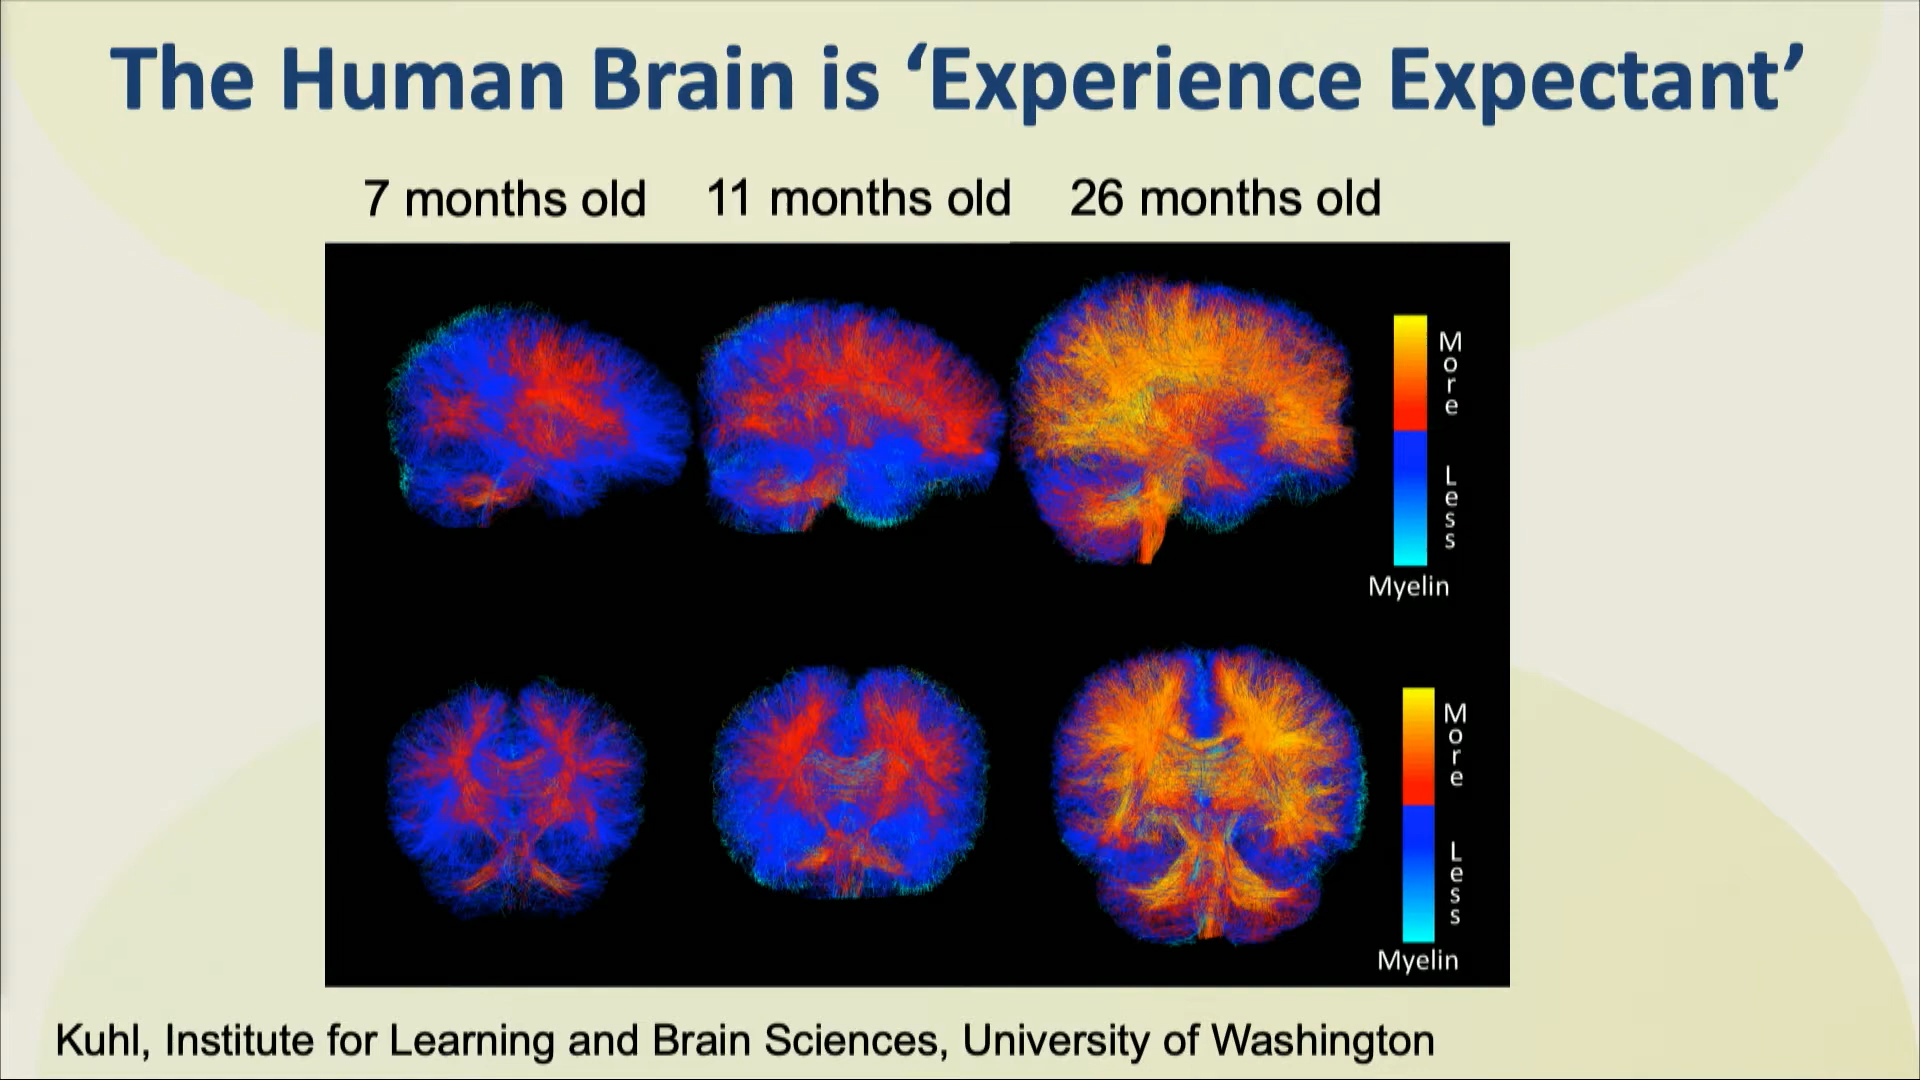 The Human Brain is ‘Experience Expectant’
7 months old 11 months old 26 months old
More
Less
Myelin
More
Less
Myelin
Kuhl, Institute for Learning and Brain Sciences, University of Washington